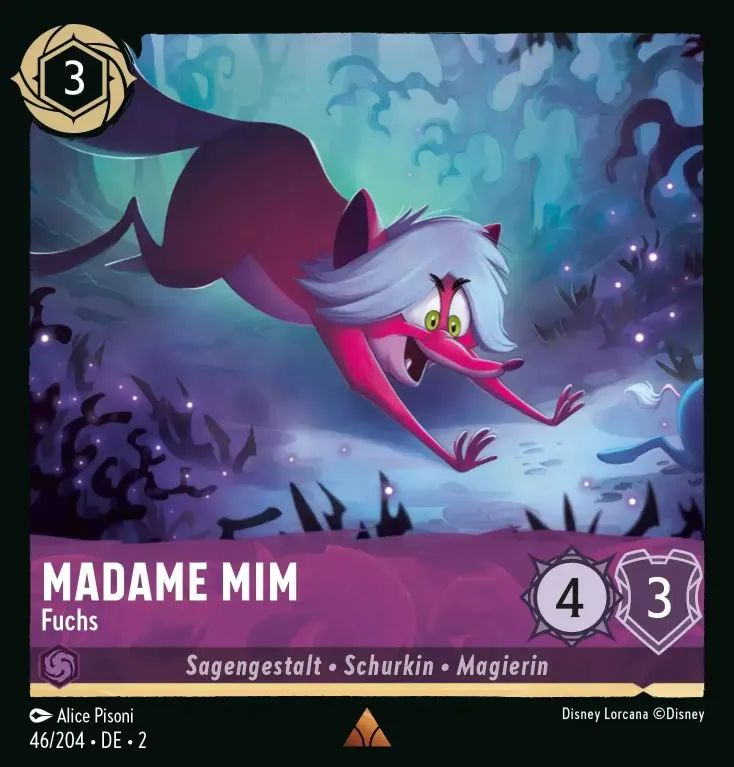 3
MADAME MIM
Fuchs
4 3
Sagengestalt • Schurkin • Magierin
Alice Pisoni
Disney Lorcana ©Disney
46/204 • DE • 2